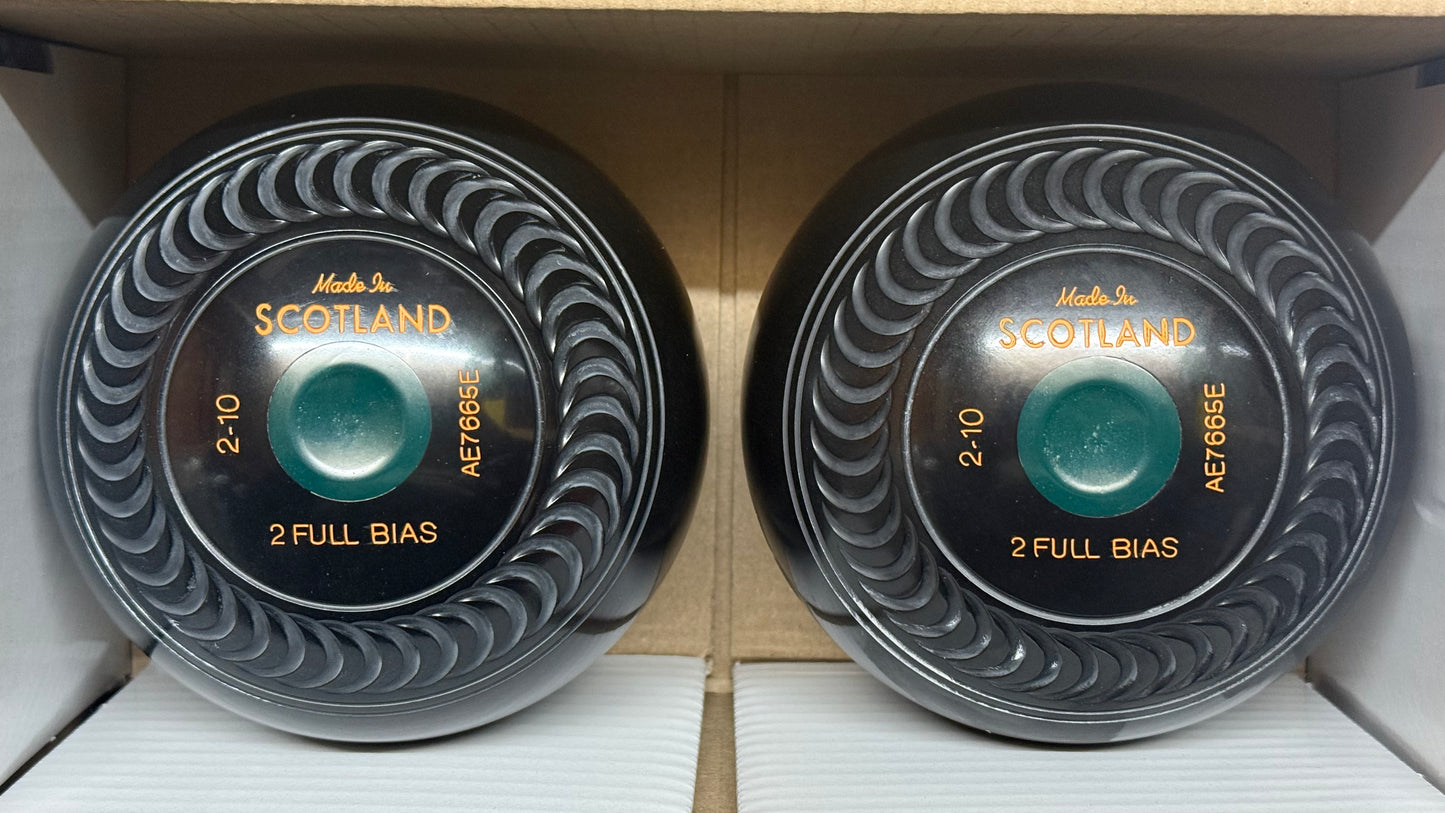 Made In
SCOTLAND
2-10
AE7665E
2 FULL BIAS
Made In
SCOTLAND
2-10
AE7665E
2 FULL BIAS